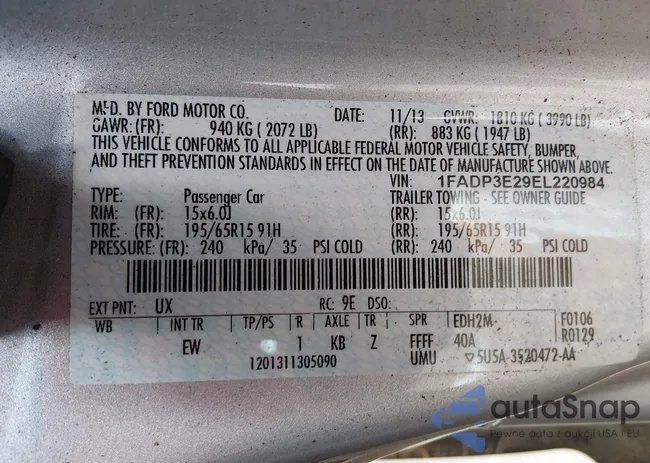 MFD. BY FORD MOTOR CO. DATE: 11/13 GVWR: 1810 KG ( 3990 LB)
GAWR: (FR): 940 KG ( 2072 LB) (RR): 883 KG ( 1947 LB)
THIS VEHICLE CONFORMS TO ALL APPLICABLE FEDERAL MOTOR VEHICLE SAFETY, BUMPER,
AND THEFT PREVENTION STANDARDS IN EFFECT ON THE DATE OF MANUFACTURE SHOWN ABOVE.
VIN: 1FADP3E29EL220984
TYPE: Passenger Car TRAILER TOWING - SEE OWNER GUIDE
RIM: (FR): 15x6.0J (RR): 15x6.0J
TIRE: (FR): 195/65R15 91H (RR): 195/65R15 91H
PRESSURE: (FR): 240 kPa/ 35 PSI COLD (RR): 240 kPa/ 35 PSI COLD
EXT PNT: UX RC: 9E DSO:
WB INT TR TP/PS R AXLE TR SPR EDH2M F0106
EW 1 KB Z FFFF 40A R0129
1201311305090 UMU ▽5U5A-3520472-AA
autaSnap
Pewne auto z aukcji USA i EU